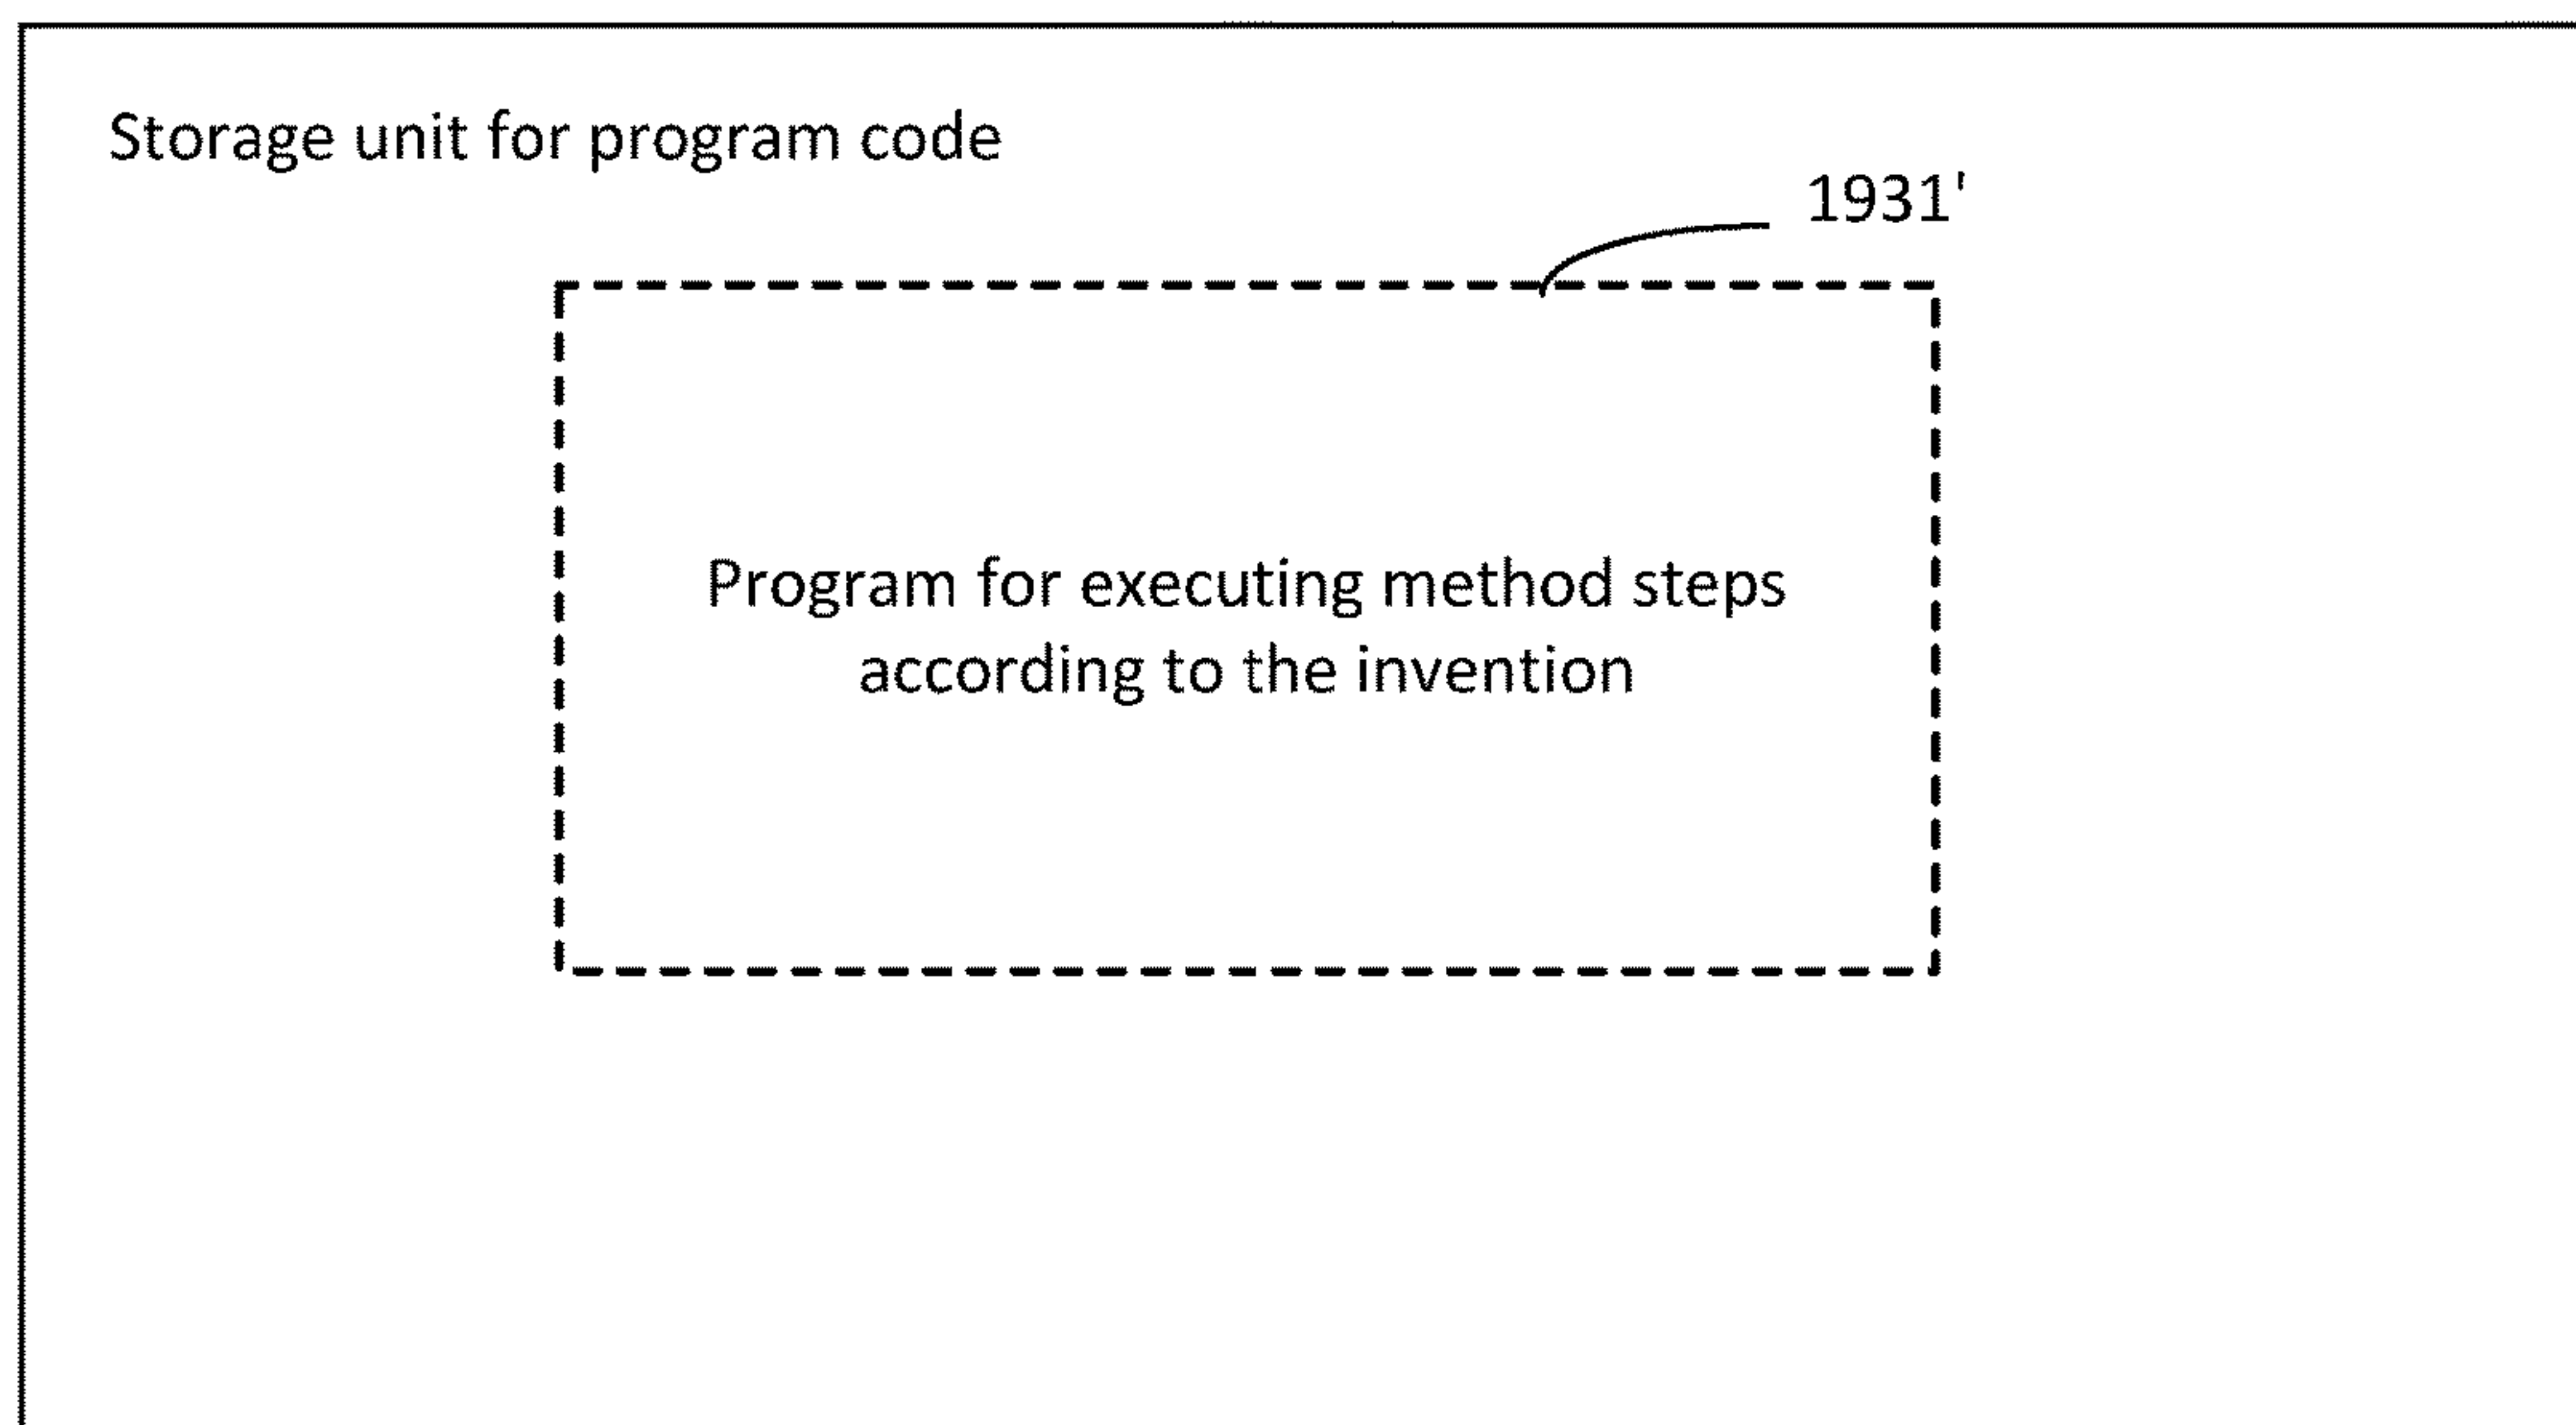 Storage unit for program code
1931'
Program for executing method steps
according to the invention